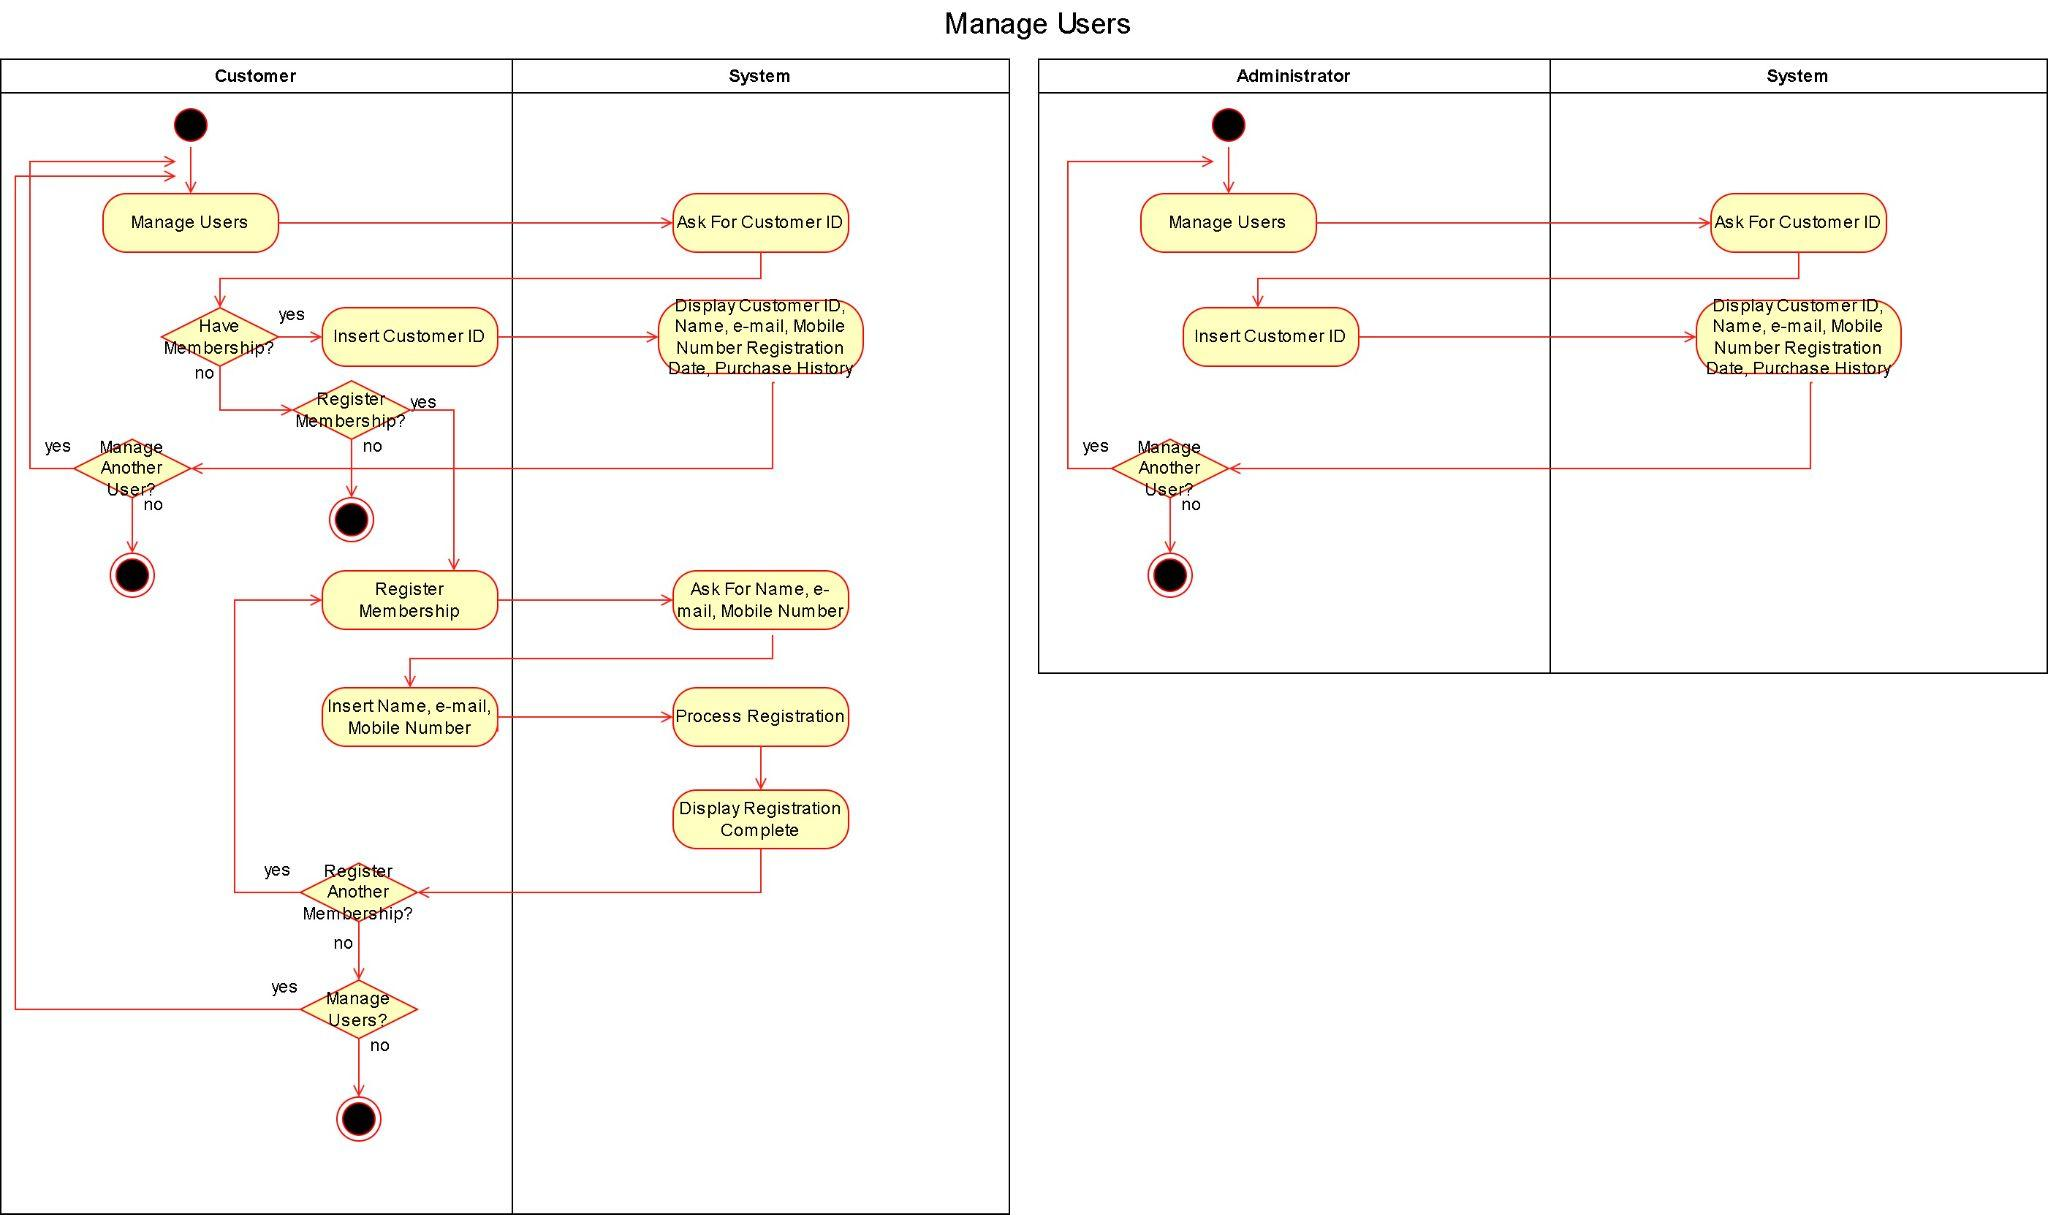 Manage Users
Customer
System
Manage Users
Ask For Customer ID
Have
Membership?
yes
no
Insert Customer ID
Display Customer ID,
Name, e-mail, Mobile
Number Registration
Date, Purchase History
Register
Membership?
yes
no
Manage
Another
User?
yes
no
Register
Membership
Ask For Name, e-
mail, Mobile Number
Insert Name, e-mail,
Mobile Number
Process Registration
Display Registration
Complete
Register
Another
Membership?
yes
no
Manage
Users?
yes
no
Administrator
System
Manage Users
Ask For Customer ID
Insert Customer ID
Display Customer ID,
Name, e-mail, Mobile
Number Registration
Date, Purchase History
Manage
Another
User?
yes
no